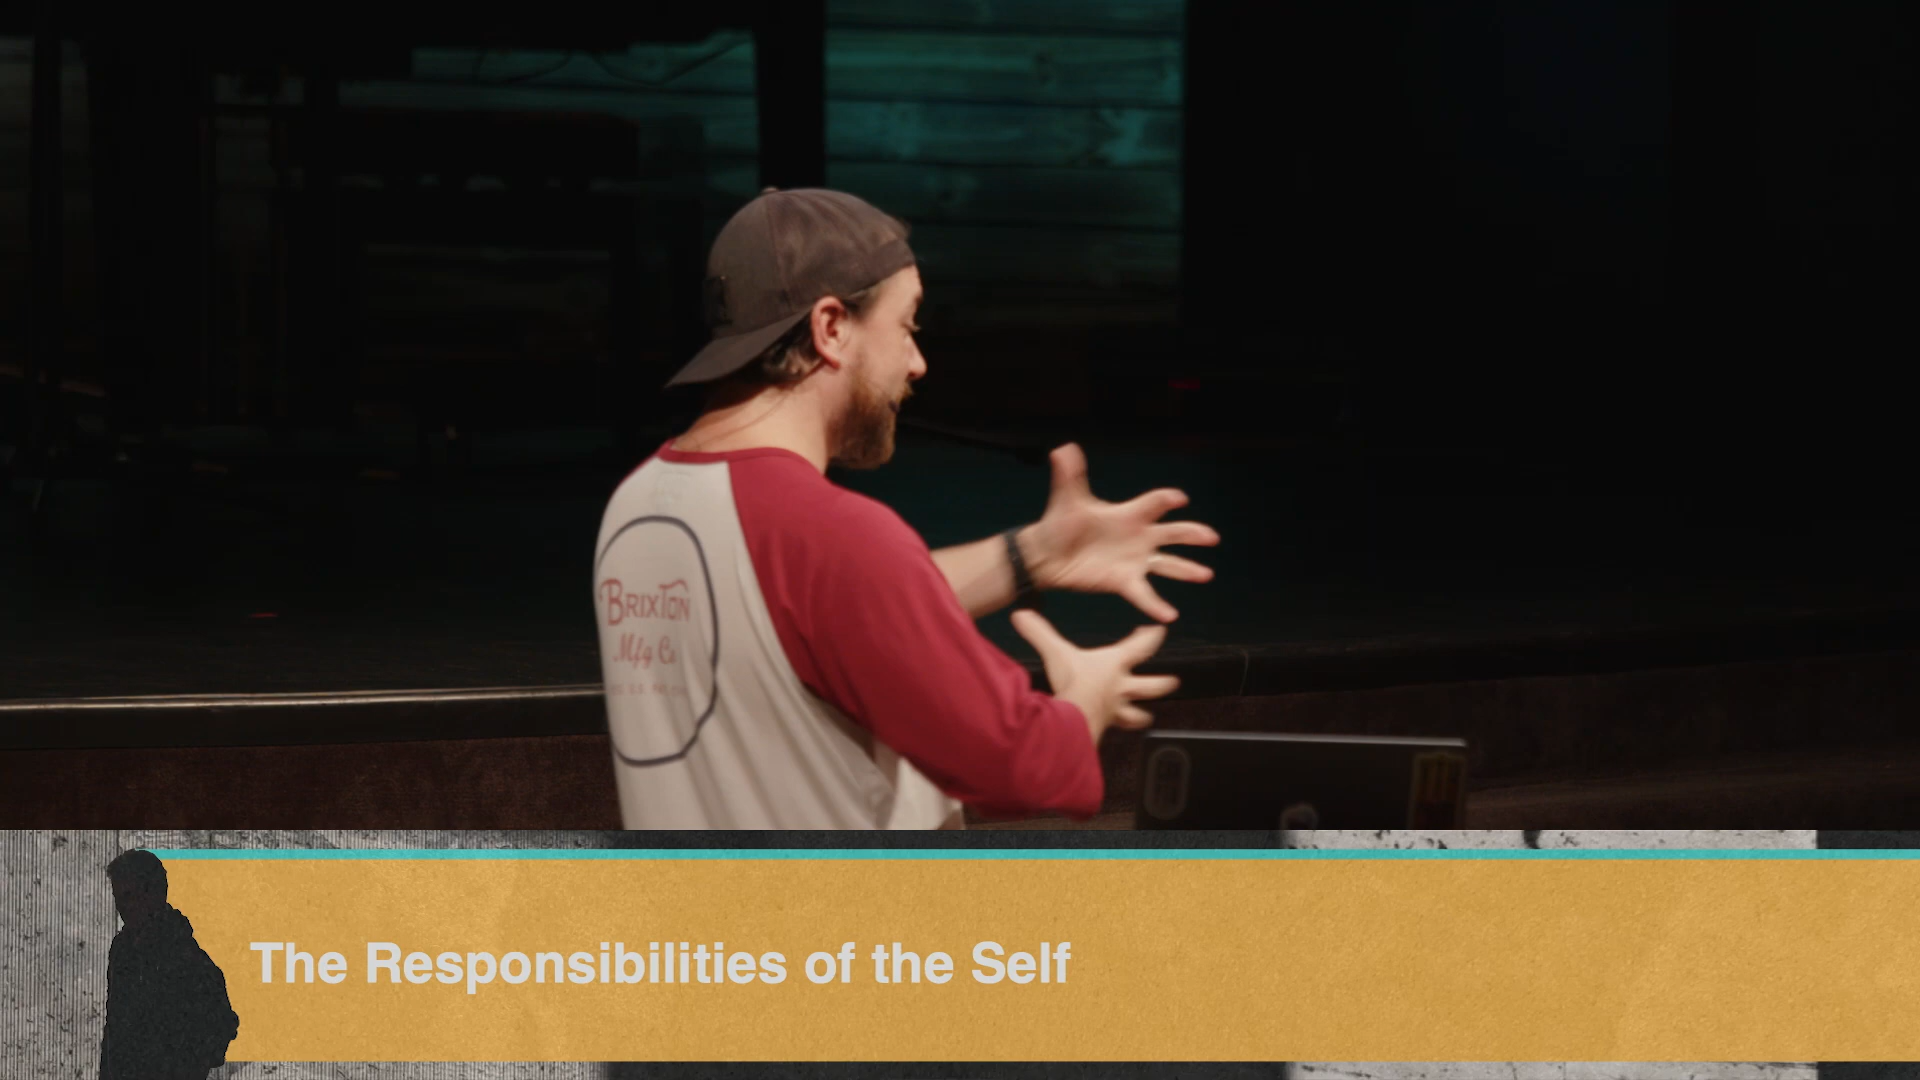 BRIXTON
Mfg Co
The Responsibilities of the Self